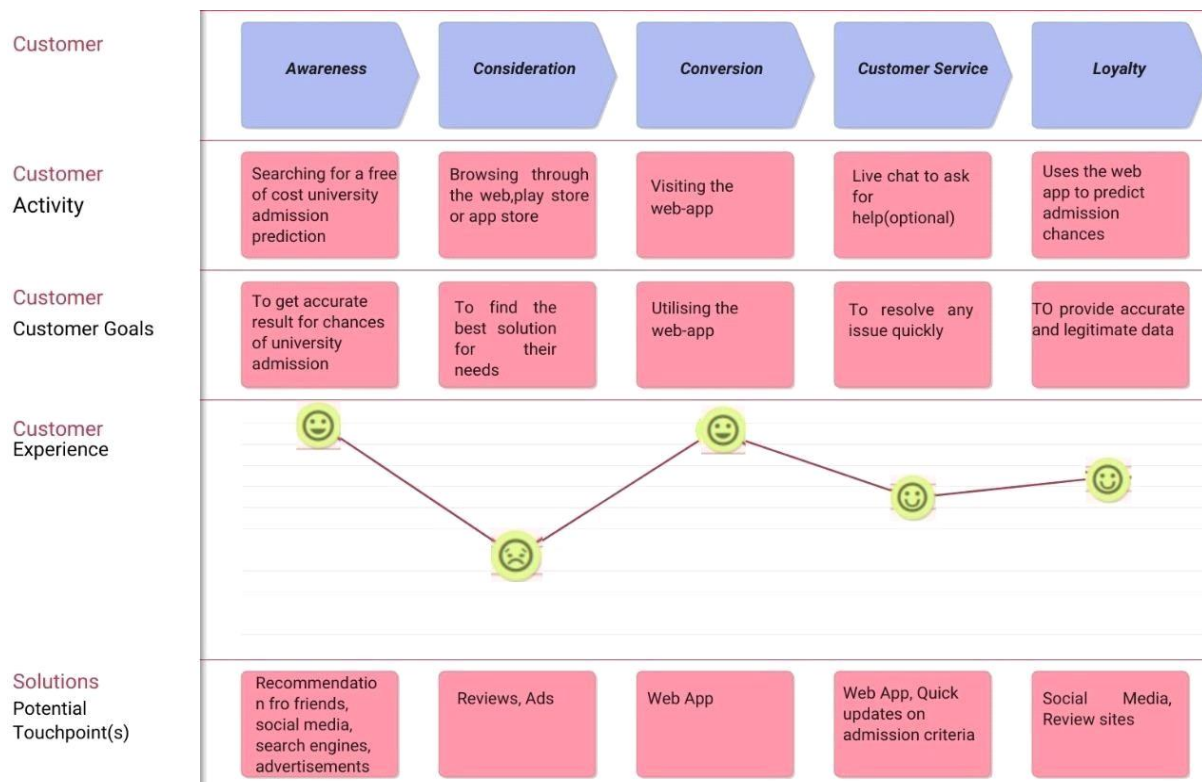 Customer
Awareness
Consideration
Conversion
Customer Service
Loyalty
Customer
Activity
Searching for a free
of cost university
admission
prediction
Browsing through
the web,play store
or app store
Visiting the
web-app
Live chat to ask
for
help(optional)
Uses the web
app to predict
admission
chances
Customer
Customer Goals
To get accurate
result for chances
of university
admission
To find the
best solution
for their
needs
Utilising the
web-app
To resolve any
issue quickly
TO provide accurate
and legitimate data
Customer
Experience
Solutions
Potential
Touchpoint(s)
Recommendatio
n fro friends,
social media,
search engines,
advertisements
Reviews, Ads
Web App
Web App, Quick
updates on
admission criteria
Social Media,
Review sites